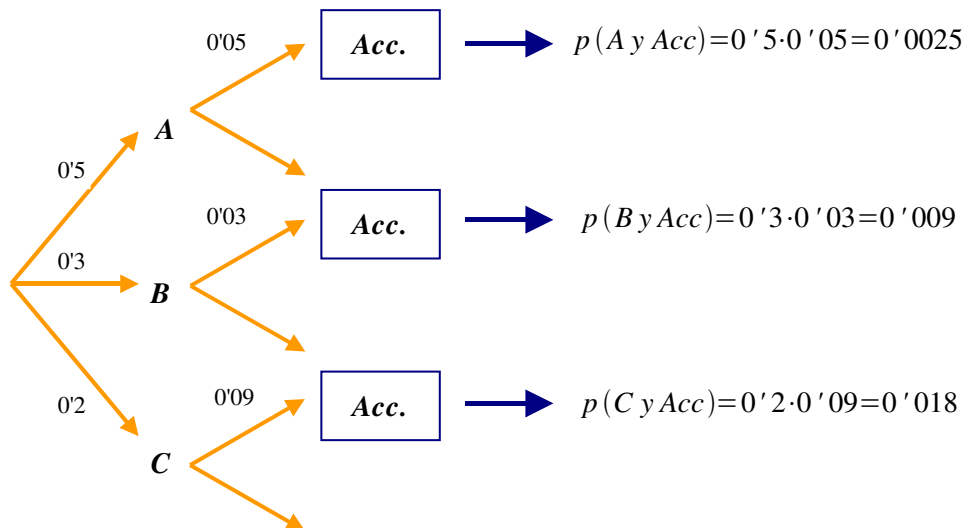 0'05
Acc.
p(A y Acc)=0'5·0'05=0'0025
A
0'5
0'03
Acc.
p(B y Acc)=0'3·0'03=0'009
0'3
B
0'2
0'09
Acc.
p(C y Acc)=0'2·0'09=0'018
C